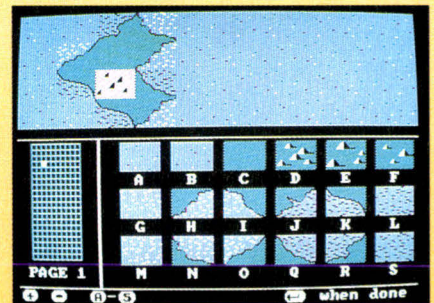 A B C D E F
G H I J K L
PAGE 1 M N O Q R S
+ - A-S ↵ when done